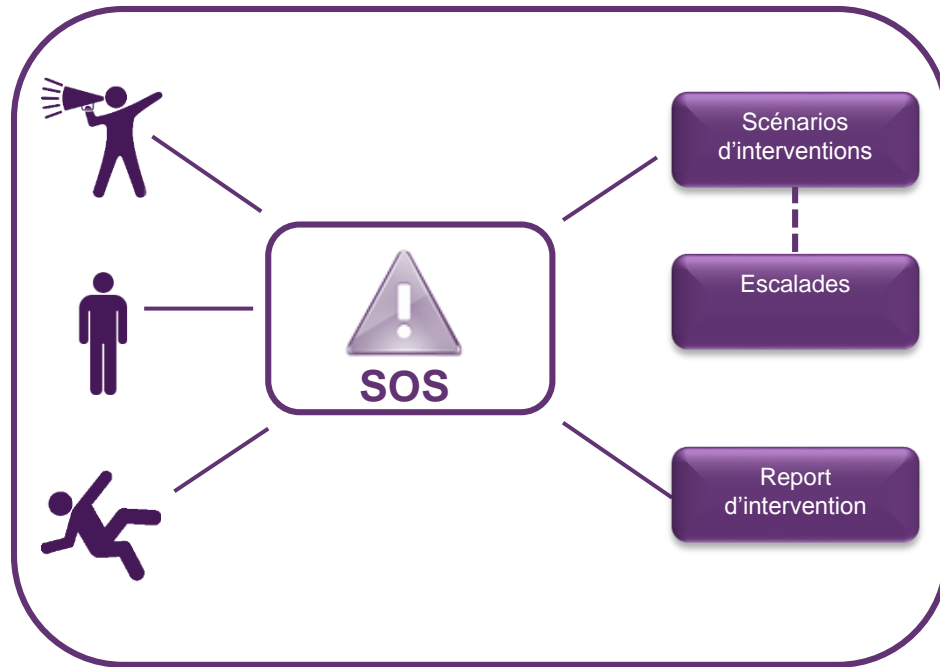 Scénarios
d’interventions
Escalades
SOS
Report
d’intervention